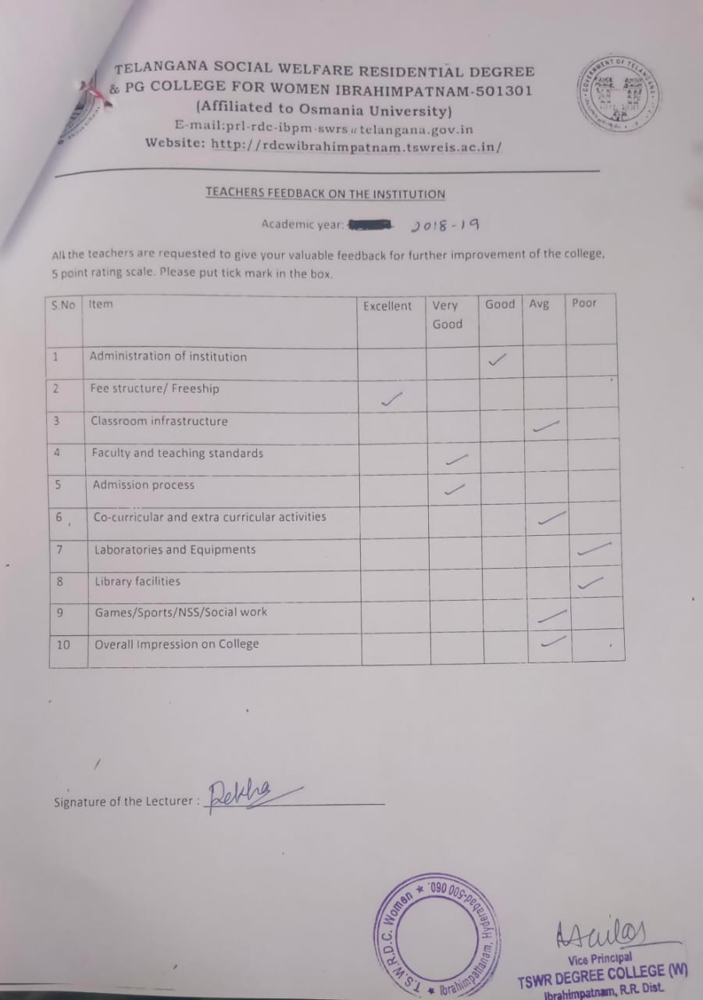 TELANGANA SOCIAL WELFARE RESIDENTIAL DEGREE
& PG COLLEGE FOR WOMEN IBRAHIMPATNAM-501301
(Affiliated to Osmania University)
E-mail:prl-rdc-ibpm-swrs@telangana.gov.in
Website: http://rdcwibrahimpatnam.tswreis.ac.in/
GOVERNMENT OF TELANGANA
TEACHERS FEEDBACK ON THE INSTITUTION
Academic year: 2018-19
All the teachers are requested to give your valuable feedback for further improvement of the college,
5 point rating scale. Please put tick mark in the box.
S.No Item Excellent Very Good Good Avg Poor
1 Administration of institution ✓
2 Fee structure/ Freeship ✓
3 Classroom infrastructure ✓
4 Faculty and teaching standards ✓
5 Admission process ✓
6 Co-curricular and extra curricular activities ✓
7 Laboratories and Equipments ✓
8 Library facilities ✓
9 Games/Sports/NSS/Social work ✓
10 Overall Impression on College ✓
Signature of the Lecturer : Rekha
T.S.W.R.D.C. Women ★ Ibrahimpattanam, Hyderabad-500 060. ★
Vice Principal
TSWR DEGREE COLLEGE (W)
Ibrahimpatnam, R.R. Dist.